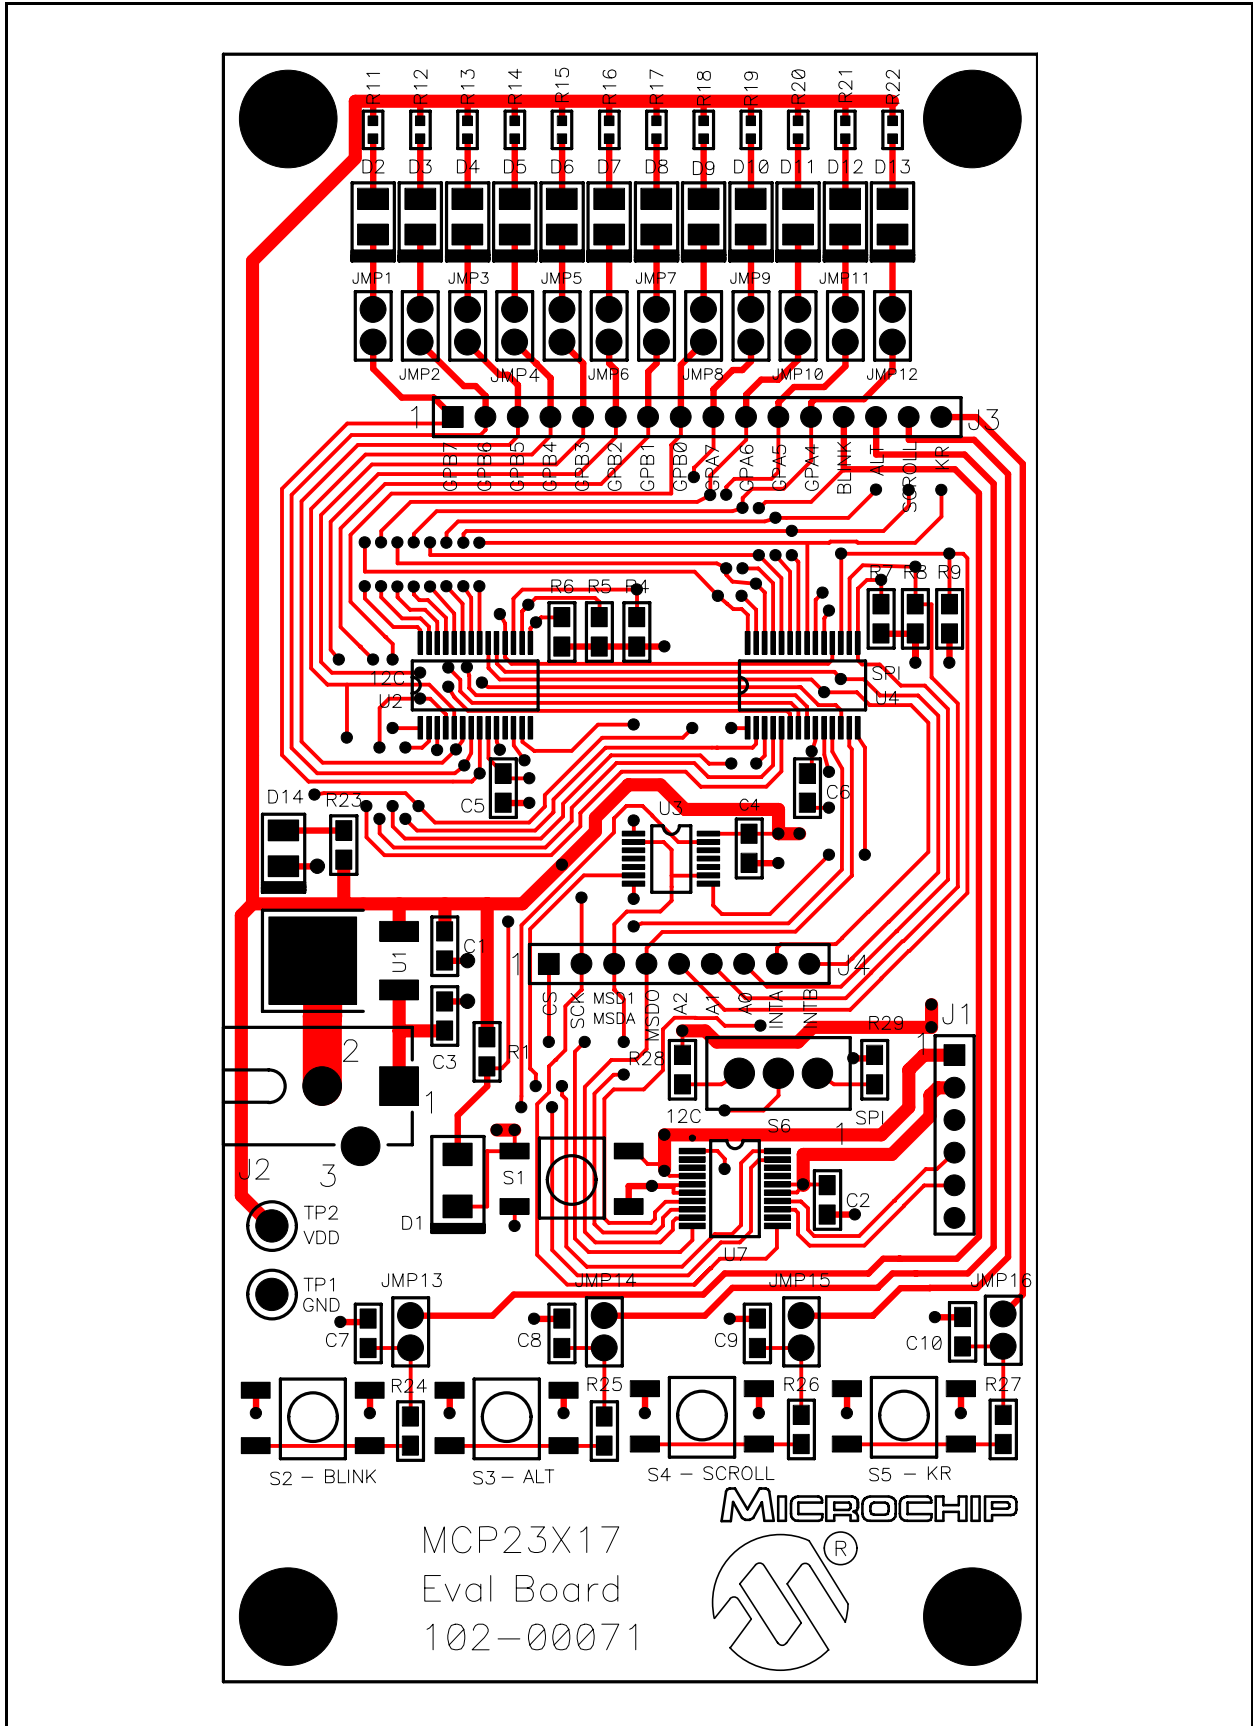 R11 R12 R13 R14 R15 R16 R17 R18 R19 R20 R21 R22
D2 D3 D4 D5 D6 D7 D8 D9 D10 D11 D12 D13
JMP1 JMP3 JMP5 JMP7 JMP9 JMP11
JMP2 JMP4 JMP6 JMP8 JMP10 JMP12
1 J3
GPB7 GPB6 GPB5 GPB4 GPB3 GPB2 GPB1 GPB0 GPA7 GPA6 GPA5 GPA4 BLINK ALT SCROLL KR
R6 R5 R4 R7 R8 R9
12C SPI
U2 U4
D14 R23 C5 U3 C4 C6
U1 C1 1 J4
CS SCK MSD1 MSDO A2 A1 A0 INTA INTB
MSDA
J1
2 C3 R1 R28 R29 1
1 12C S6 SPI
1
J2 3 S1 C2
TP2 D1
VDD U7
TP1 JMP13 JMP14 JMP15 JMP16
GND
C7 C8 C9 C10
R24 R25 R26 R27
S2 - BLINK S3 - ALT S4 - SCROLL S5 - KR
MICROCHIP
MCP23X17 R
Eval Board
102-00071